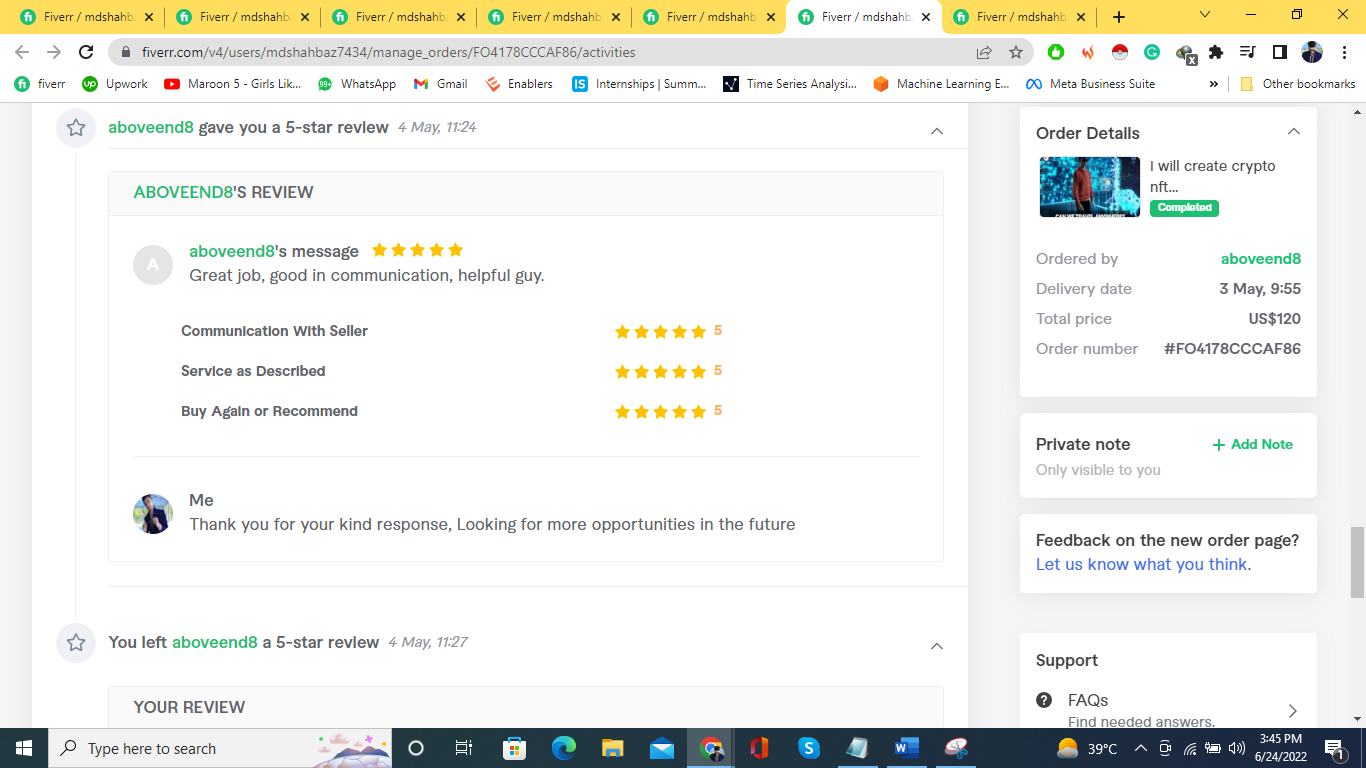 Fiverr / mdshahb
Fiverr / mdshahb
Fiverr / mdshahb
Fiverr / mdshahb
Fiverr / mdshahb
Fiverr / mdshahb
Fiverr / mdshahb
fiverr.com/v4/users/mdshahbaz7434/manage_orders/FO4178CCCAF86/activities
fiverr
Upwork
Maroon 5 - Girls Lik...
WhatsApp
Gmail
Enablers
Internships | Summ...
Time Series Analysi...
Machine Learning E...
Meta Business Suite
»
Other bookmarks
aboveend8 gave you a 5-star review 4 May, 11:24
ABOVEEND8'S REVIEW
A
aboveend8's message
Great job, good in communication, helpful guy.
Communication With Seller 5
Service as Described 5
Buy Again or Recommend 5
Me
Thank you for your kind response, Looking for more opportunities in the future
You left aboveend8 a 5-star review 4 May, 11:27
YOUR REVIEW
Order Details
I will create crypto
nft...
Completed
Ordered by aboveend8
Delivery date 3 May, 9:55
Total price US$120
Order number #FO4178CCCAF86
Private note + Add Note
Only visible to you
Feedback on the new order page?
Let us know what you think.
Support
FAQs
Find needed answers.
Type here to search
39°C
3:45 PM
6/24/2022
1